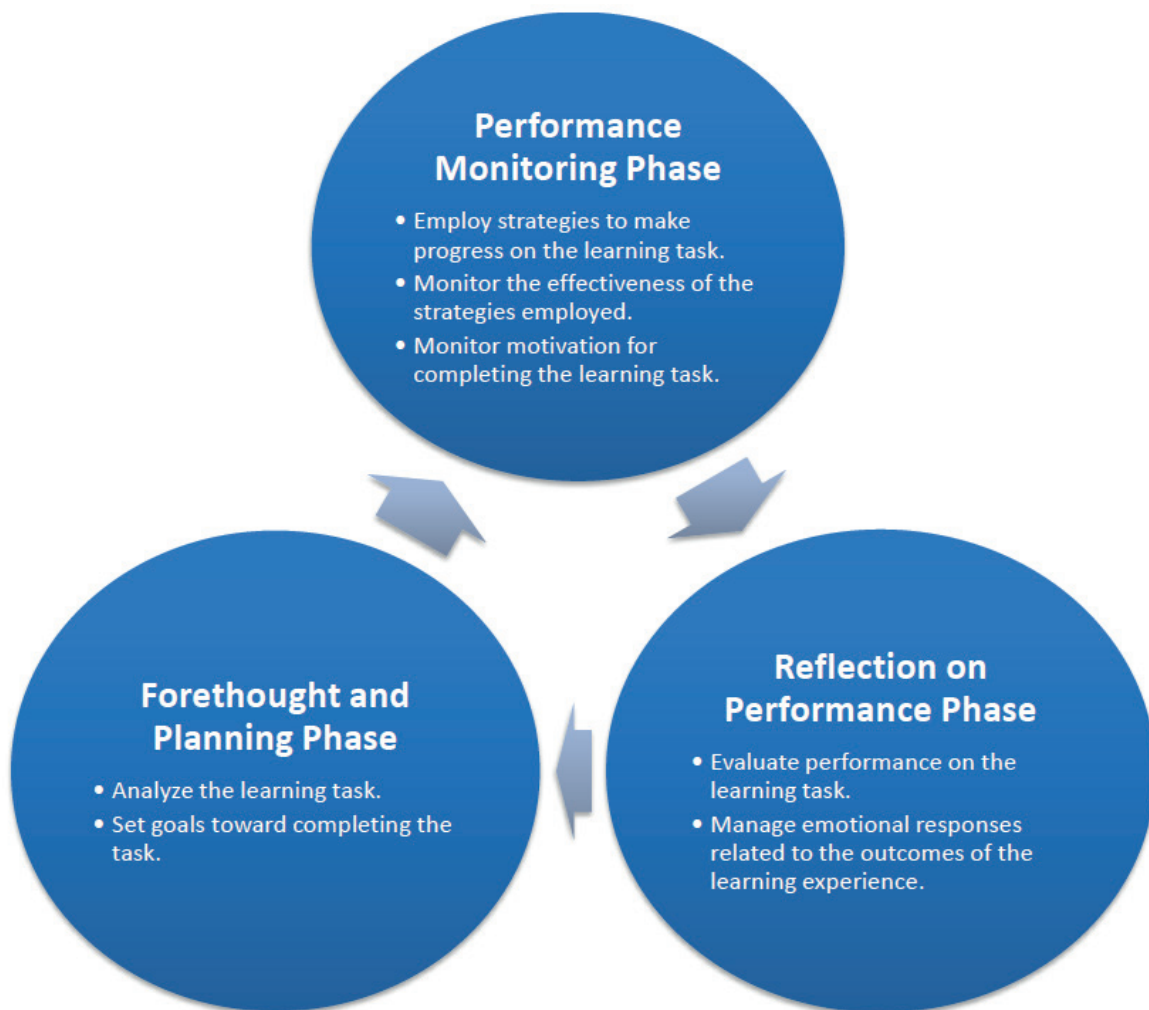 Performance
Monitoring Phase
• Employ strategies to make
progress on the learning task.
• Monitor the effectiveness of the
strategies employed.
• Monitor motivation for
completing the learning task.
Forethought and
Planning Phase
• Analyze the learning task.
• Set goals toward completing the
task.
Reflection on
Performance Phase
• Evaluate performance on the
learning task.
• Manage emotional responses
related to the outcomes of the
learning experience.